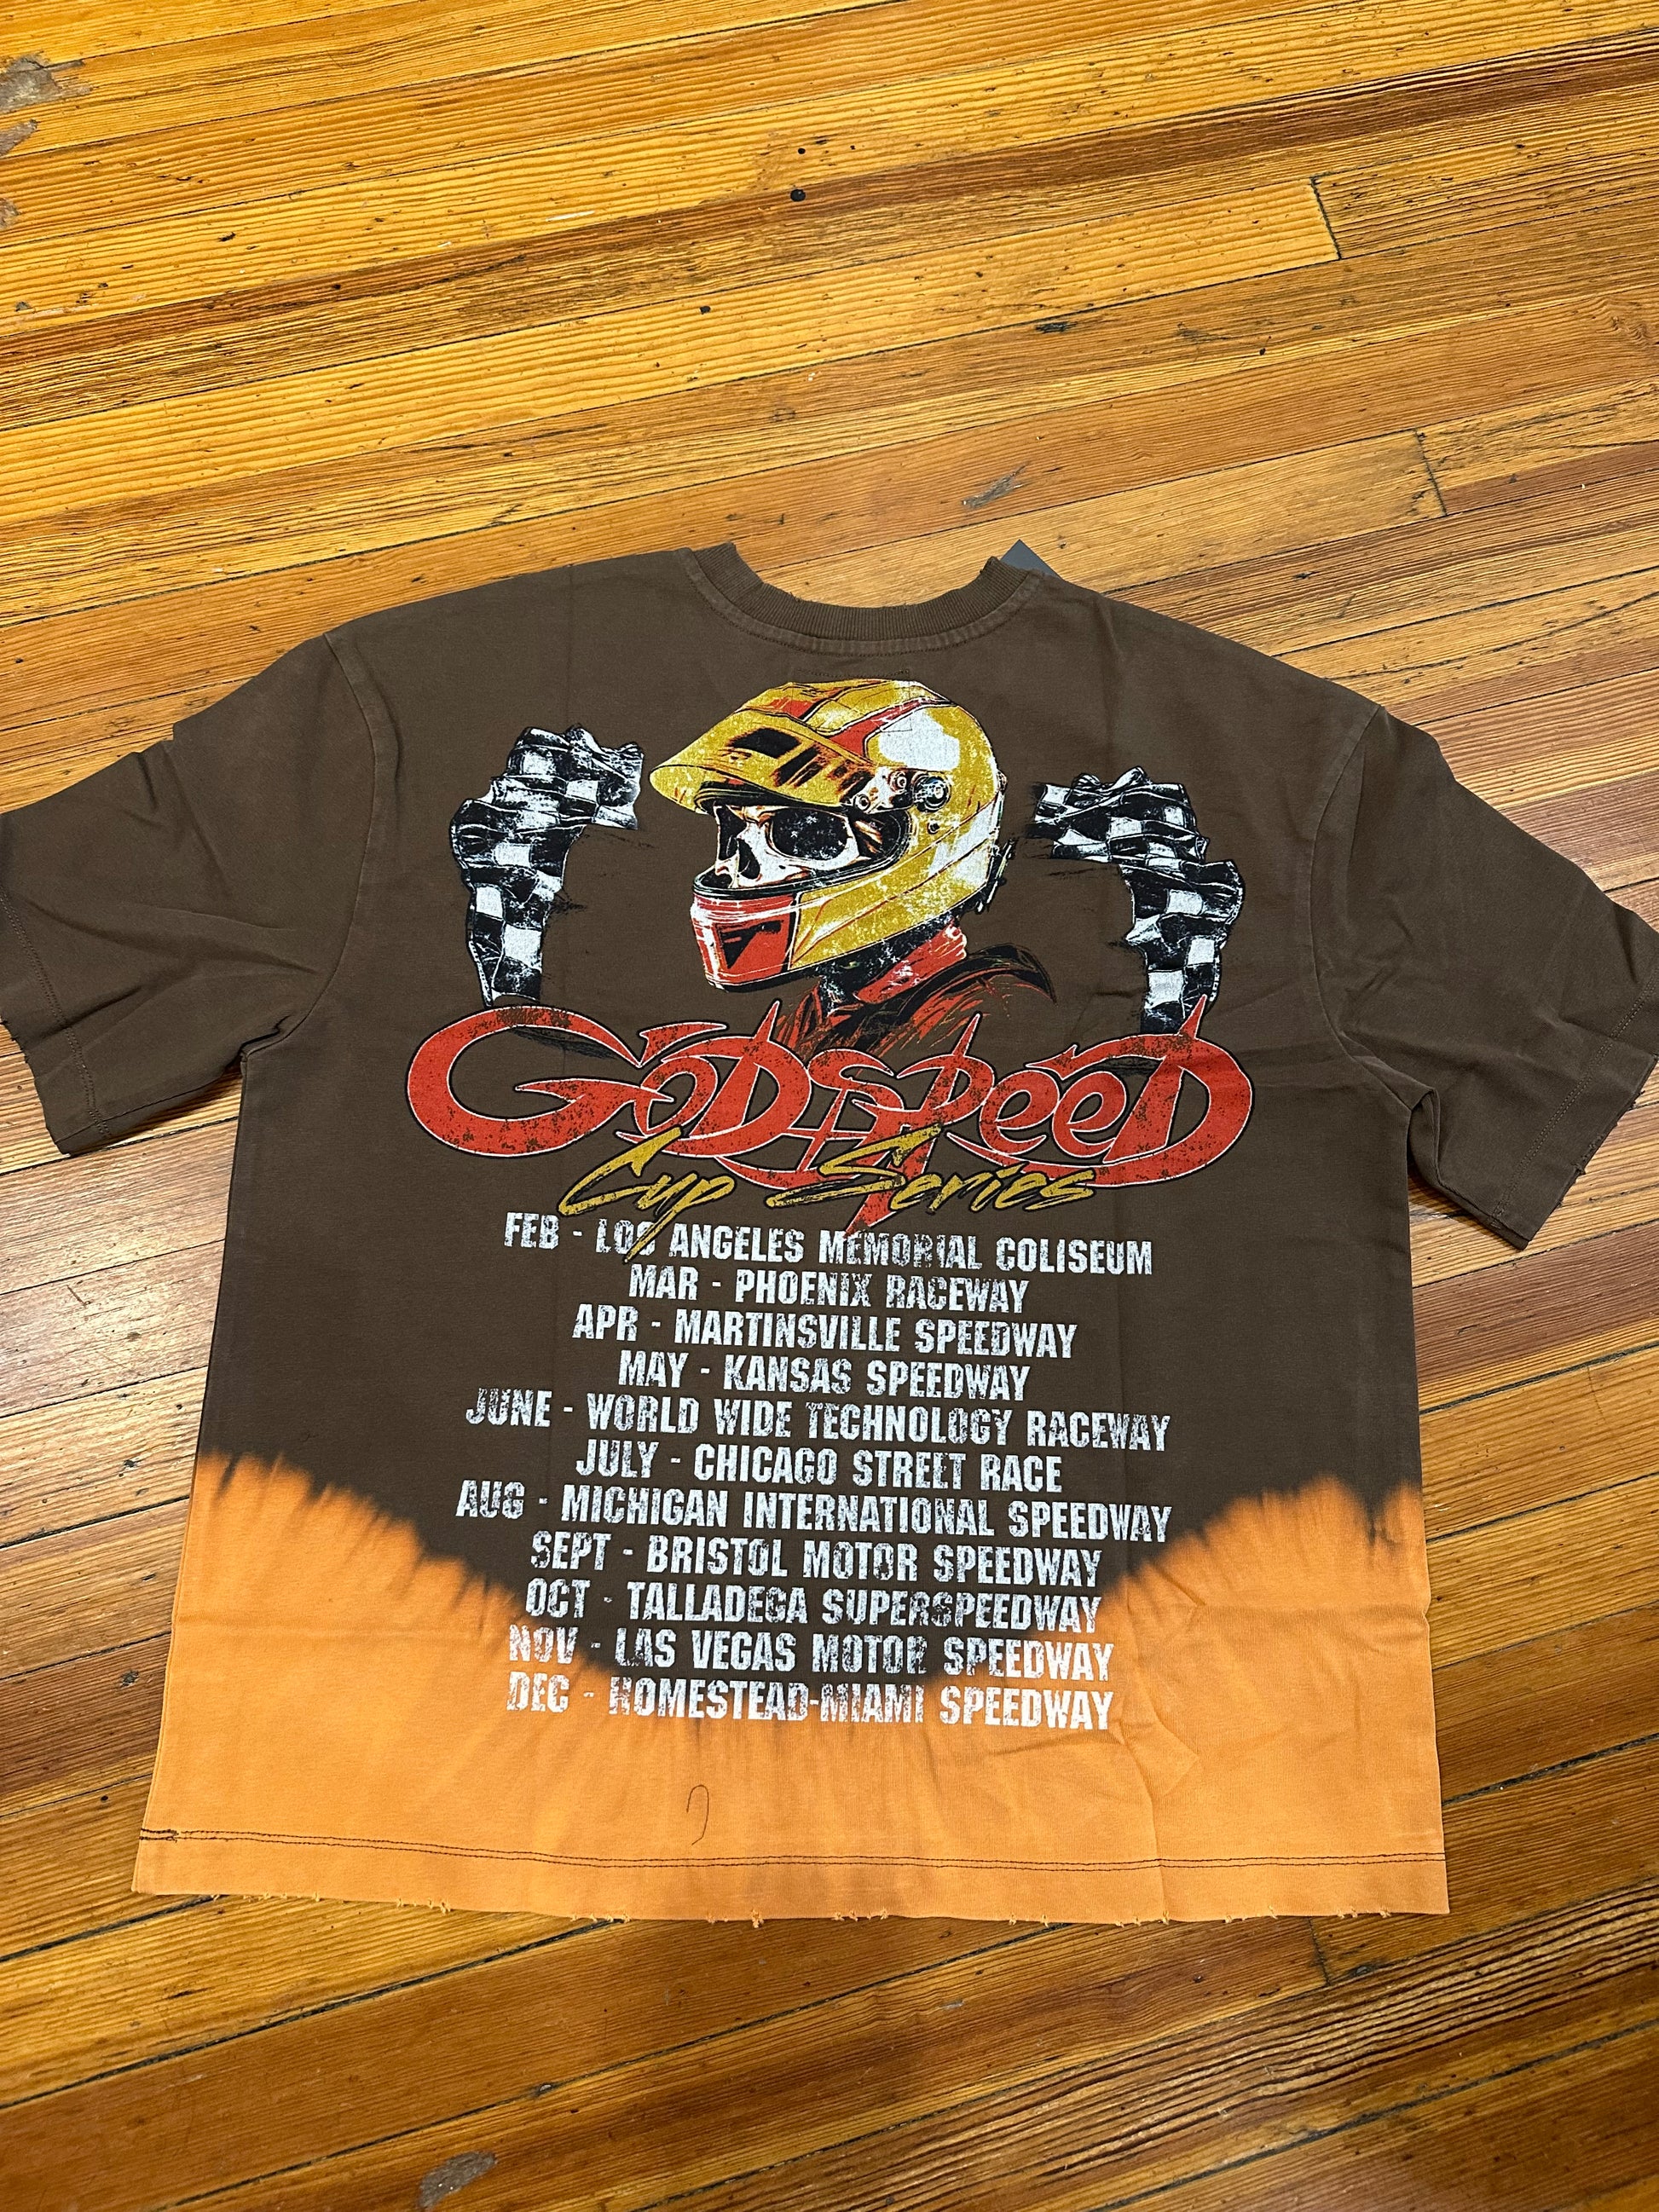 GODSPEED
Cup Series
FEB - LOS ANGELES MEMORIAL COLISEUM
MAR - PHOENIX RACEWAY
APR - MARTINSVILLE SPEEDWAY
MAY - KANSAS SPEEDWAY
JUNE - WORLD WIDE TECHNOLOGY RACEWAY
JULY - CHICAGO STREET RACE
AUG - MICHIGAN INTERNATIONAL SPEEDWAY
SEPT - BRISTOL MOTOR SPEEDWAY
OCT - TALLADEGA SUPERSPEEDWAY
NOV - LAS VEGAS MOTOR SPEEDWAY
DEC - HOMESTEAD-MIAMI SPEEDWAY